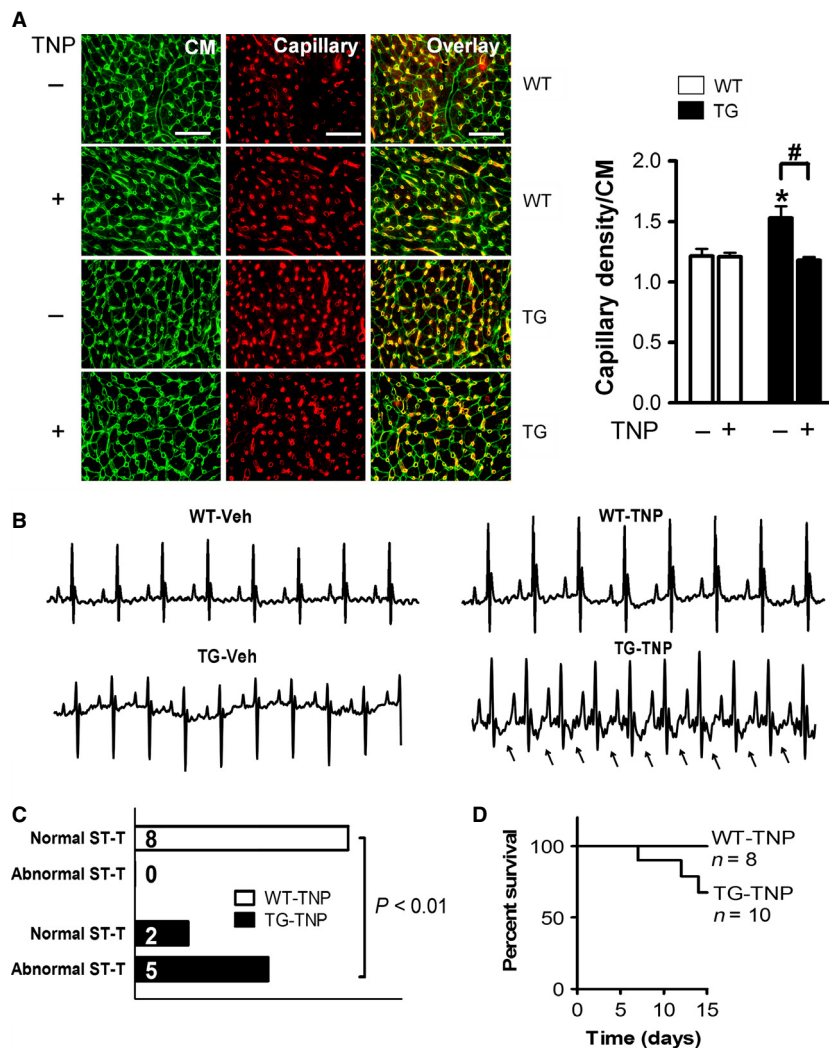 A
TNP
CM
Capillary
Overlay
−
WT
+
WT
−
TG
+
TG
WT
TG
Capillary density/CM
2.0
1.5
1.0
0.5
0.0
*
#
TNP − + − +
B
WT-Veh
WT-TNP
TG-Veh
TG-TNP
C
Normal ST-T 8
Abnormal ST-T 0
Normal ST-T 2
Abnormal ST-T 5
WT-TNP
TG-TNP
P < 0.01
D
Percent survival
100
50
0
0 5 10 15
Time (days)
WT-TNP
n = 8
TG-TNP
n = 10